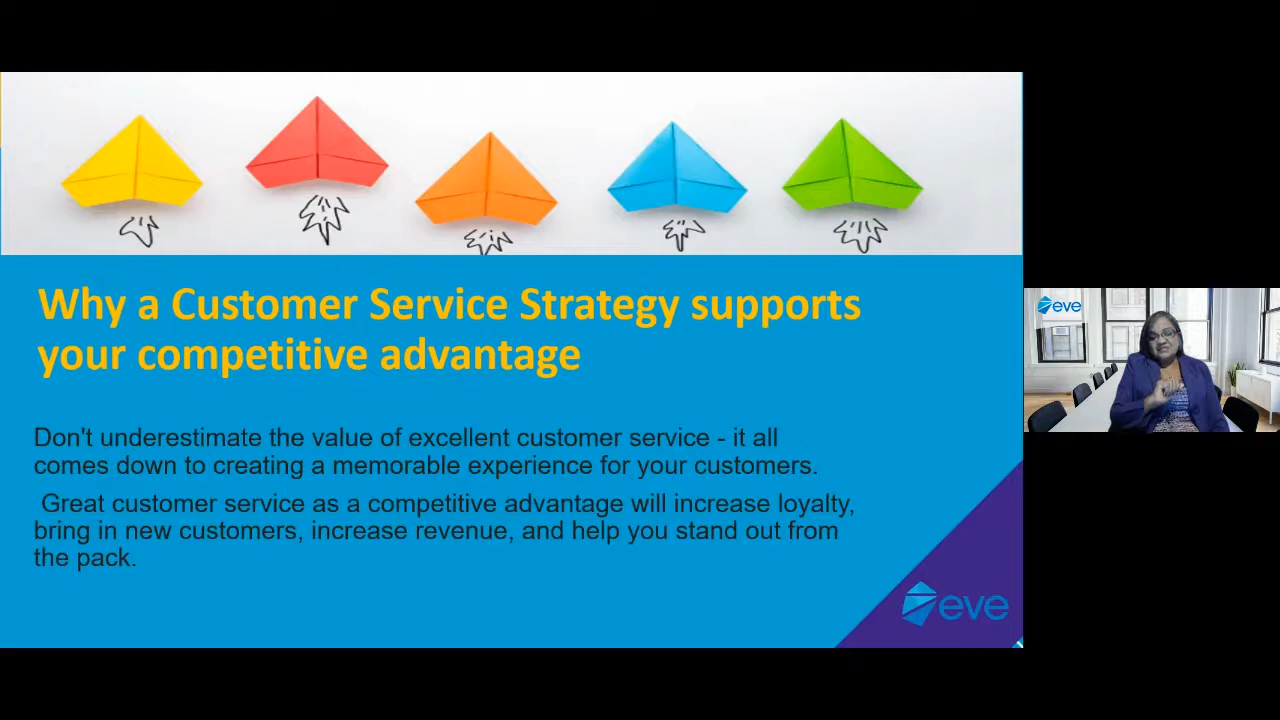 Why a Customer Service Strategy supports
your competitive advantage
Don't underestimate the value of excellent customer service - it all
comes down to creating a memorable experience for your customers.
Great customer service as a competitive advantage will increase loyalty,
bring in new customers, increase revenue, and help you stand out from
the pack.
eve
eve